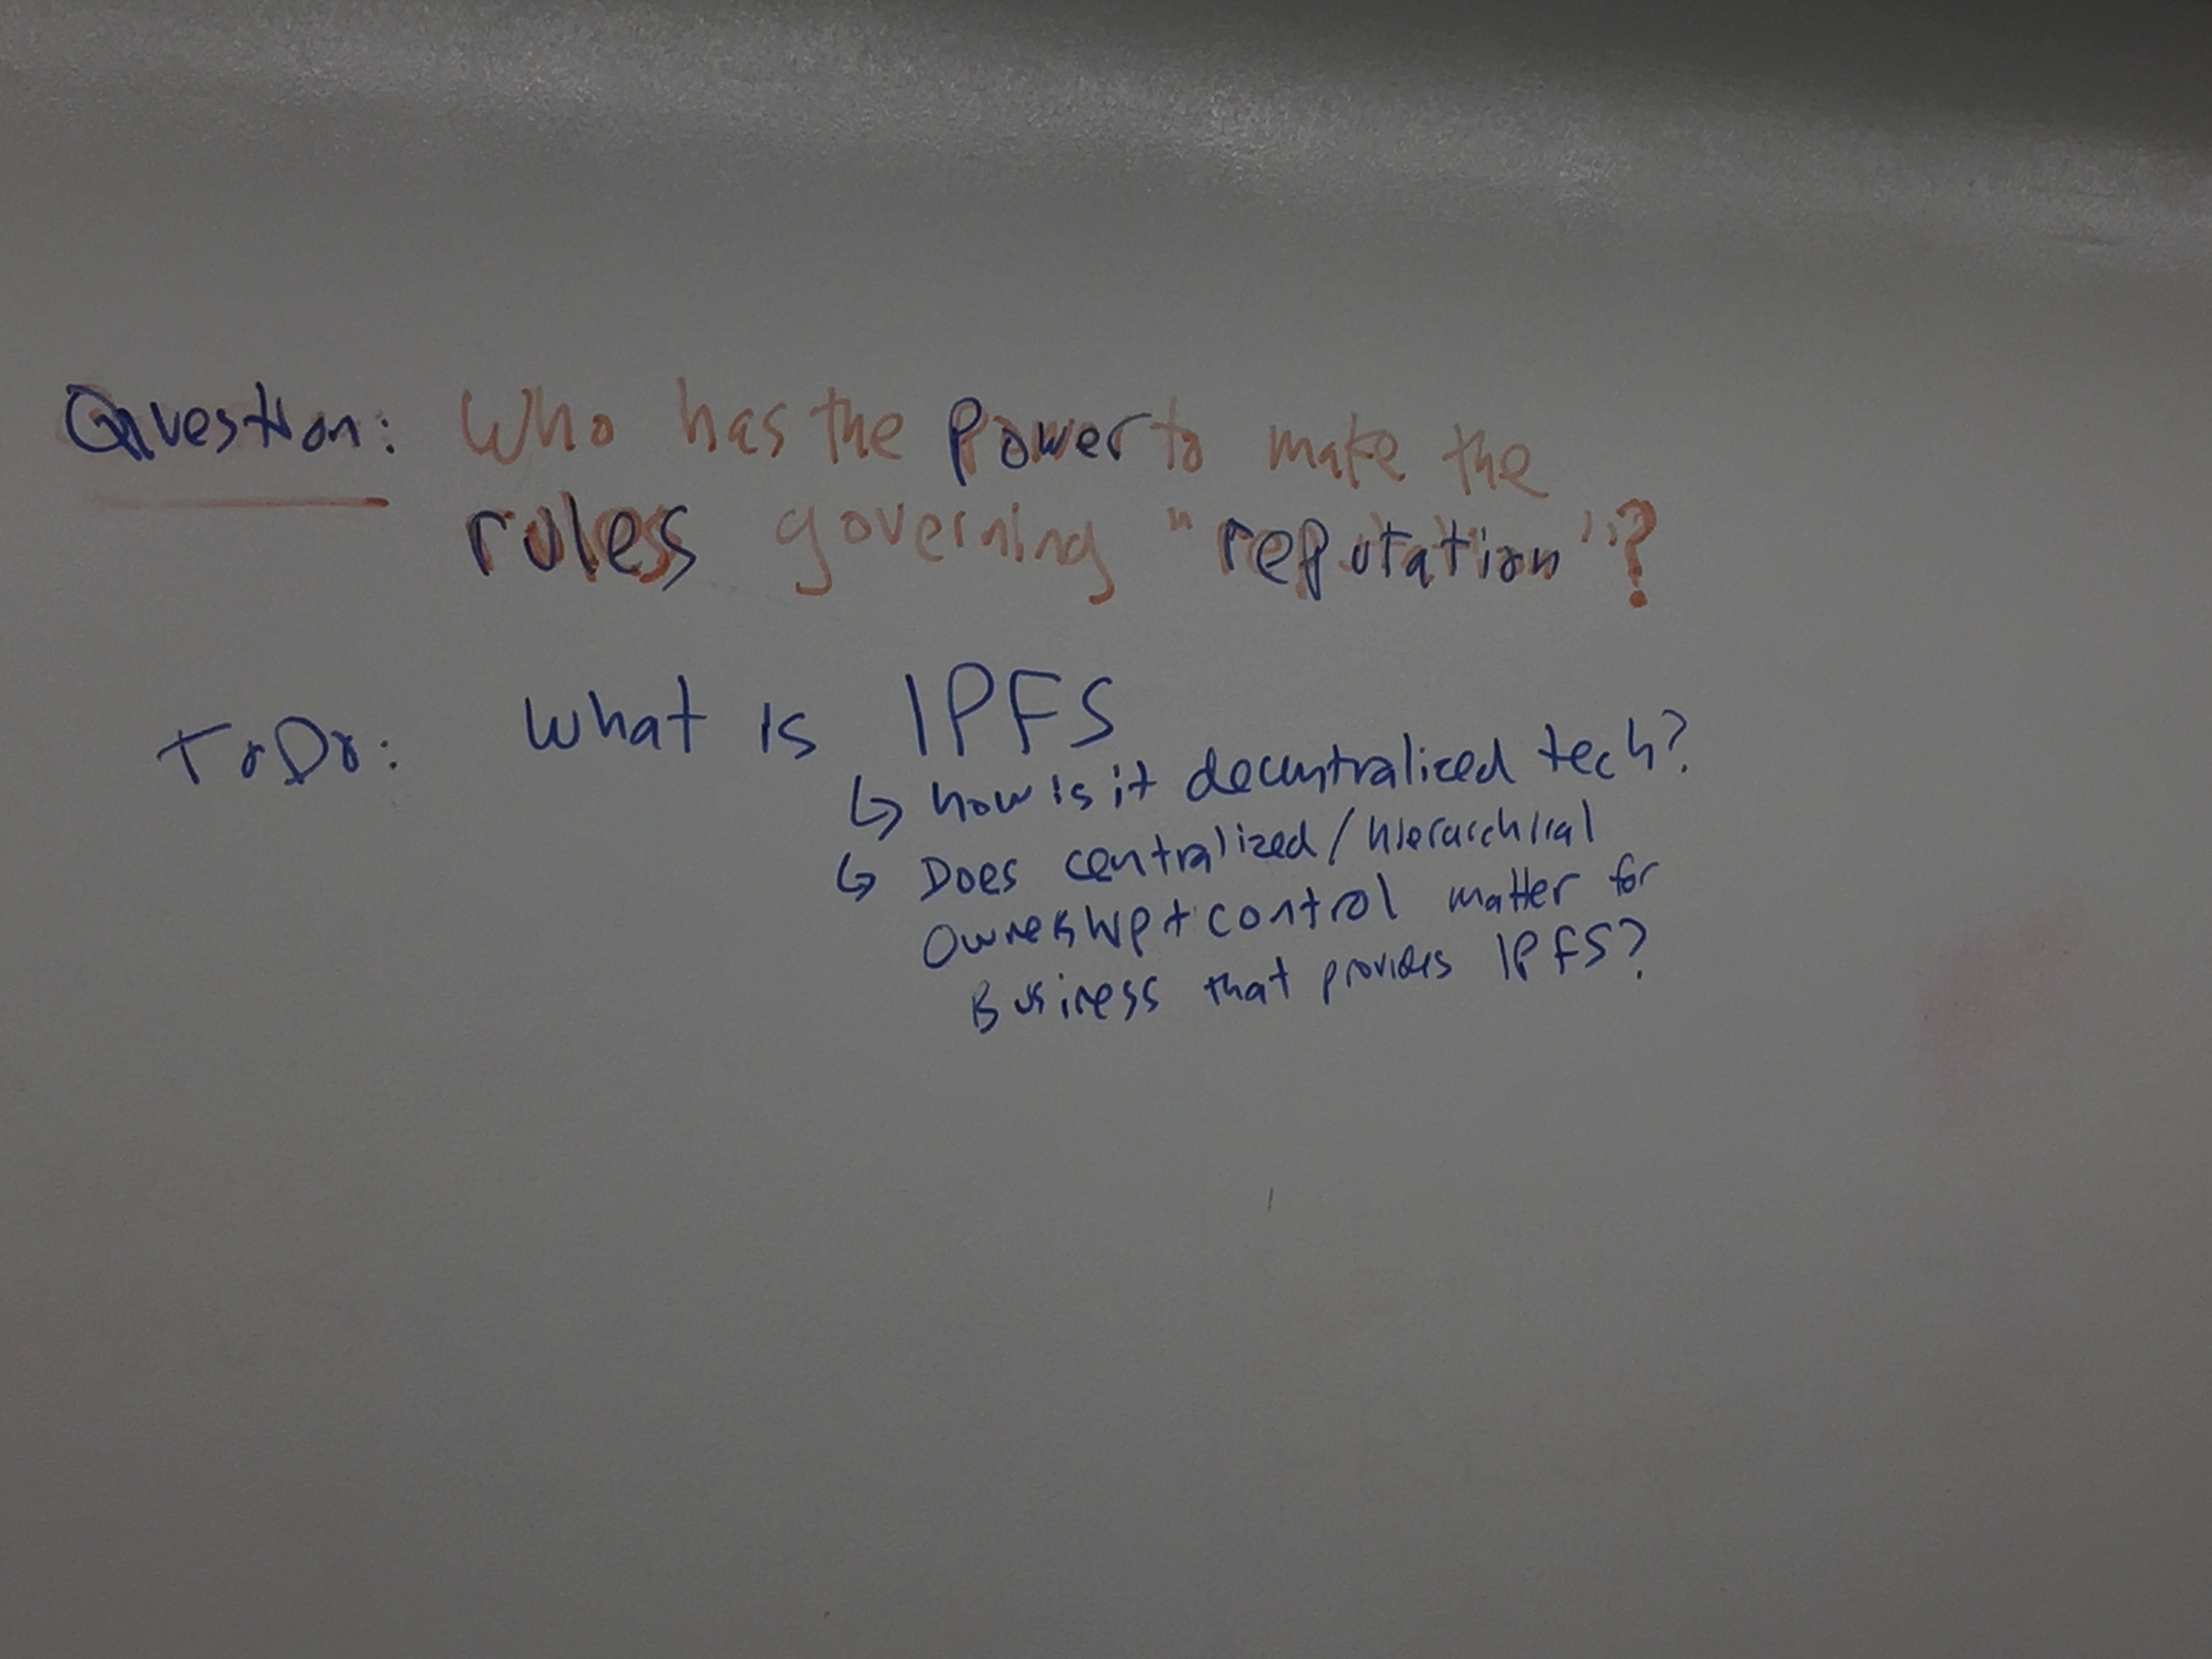 Question: Who has the power to make the
rules governing "reputation"?
ToDo: What is IPFS
↳ how is it decentralized tech?
↳ Does centralized/hierarchical
Ownership + control matter for
Business that provides IPFS?